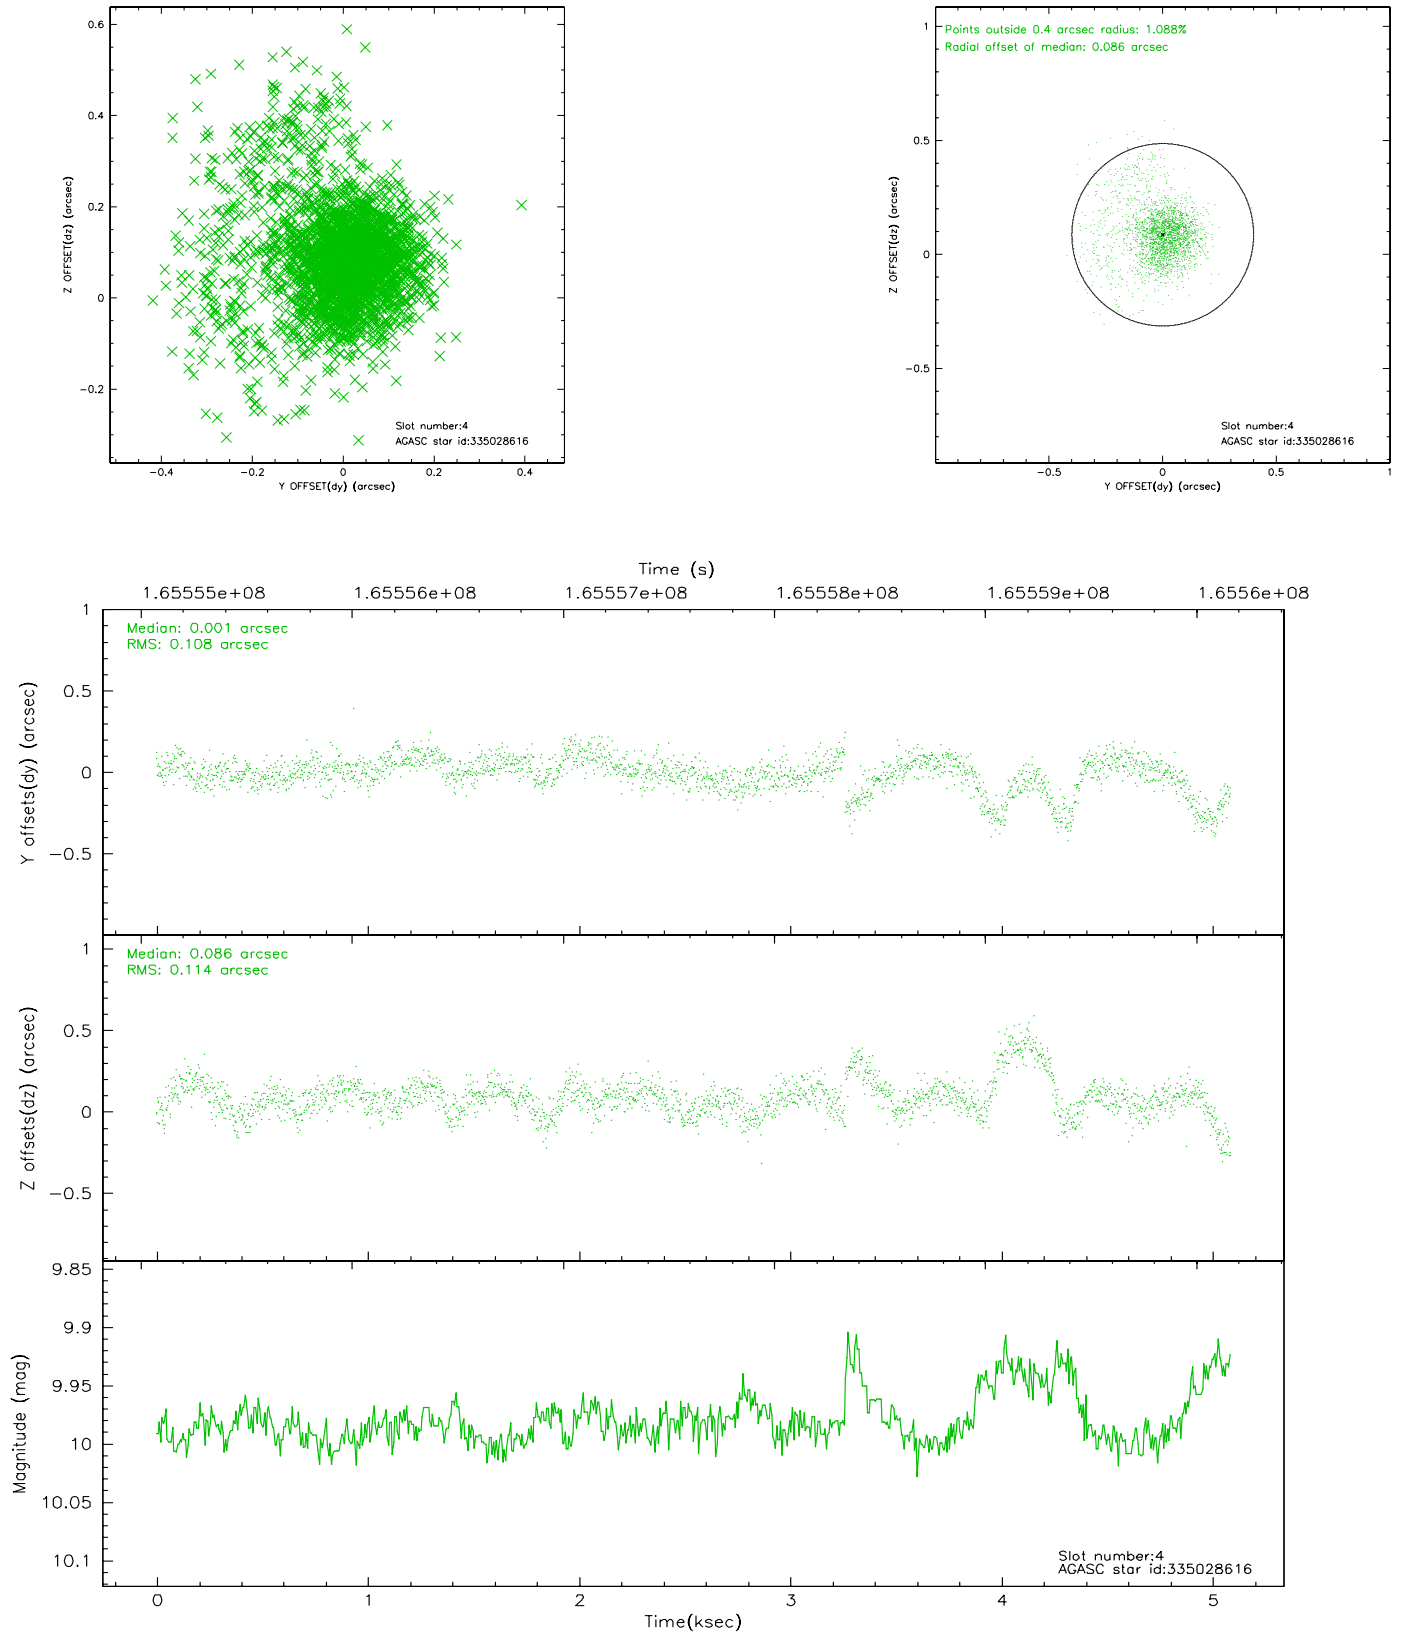 0.6
0.4
0.2
0
−0.2
Z OFFSET(dz) (arcsec)
Slot number:4
AGASC star id:335028616
−0.4
−0.2
0
0.2
0.4
Y OFFSET(dy) (arcsec)
Points outside 0.4 arcsec radius: 1.088%
Radial offset of median: 0.086 arcsec
1
0.5
0
−0.5
Z OFFSET(dz) (arcsec)
Slot number:4
AGASC star id:335028616
−0.5
0
0.5
1
Y OFFSET(dy) (arcsec)
Time (s)
1.65555e+08
1.65556e+08
1.65557e+08
1.65558e+08
1.65559e+08
1.6556e+08
Median: 0.001 arcsec
RMS: 0.108 arcsec
1
0.5
0
−0.5
Y offsets(dy) (arcsec)
Median: 0.086 arcsec
RMS: 0.114 arcsec
1
0.5
0
−0.5
Z offsets(dz) (arcsec)
9.85
9.9
9.95
10
10.05
10.1
Magnitude (mag)
Slot number:4
AGASC star id:335028616
0
1
2
3
4
5
Time(ksec)